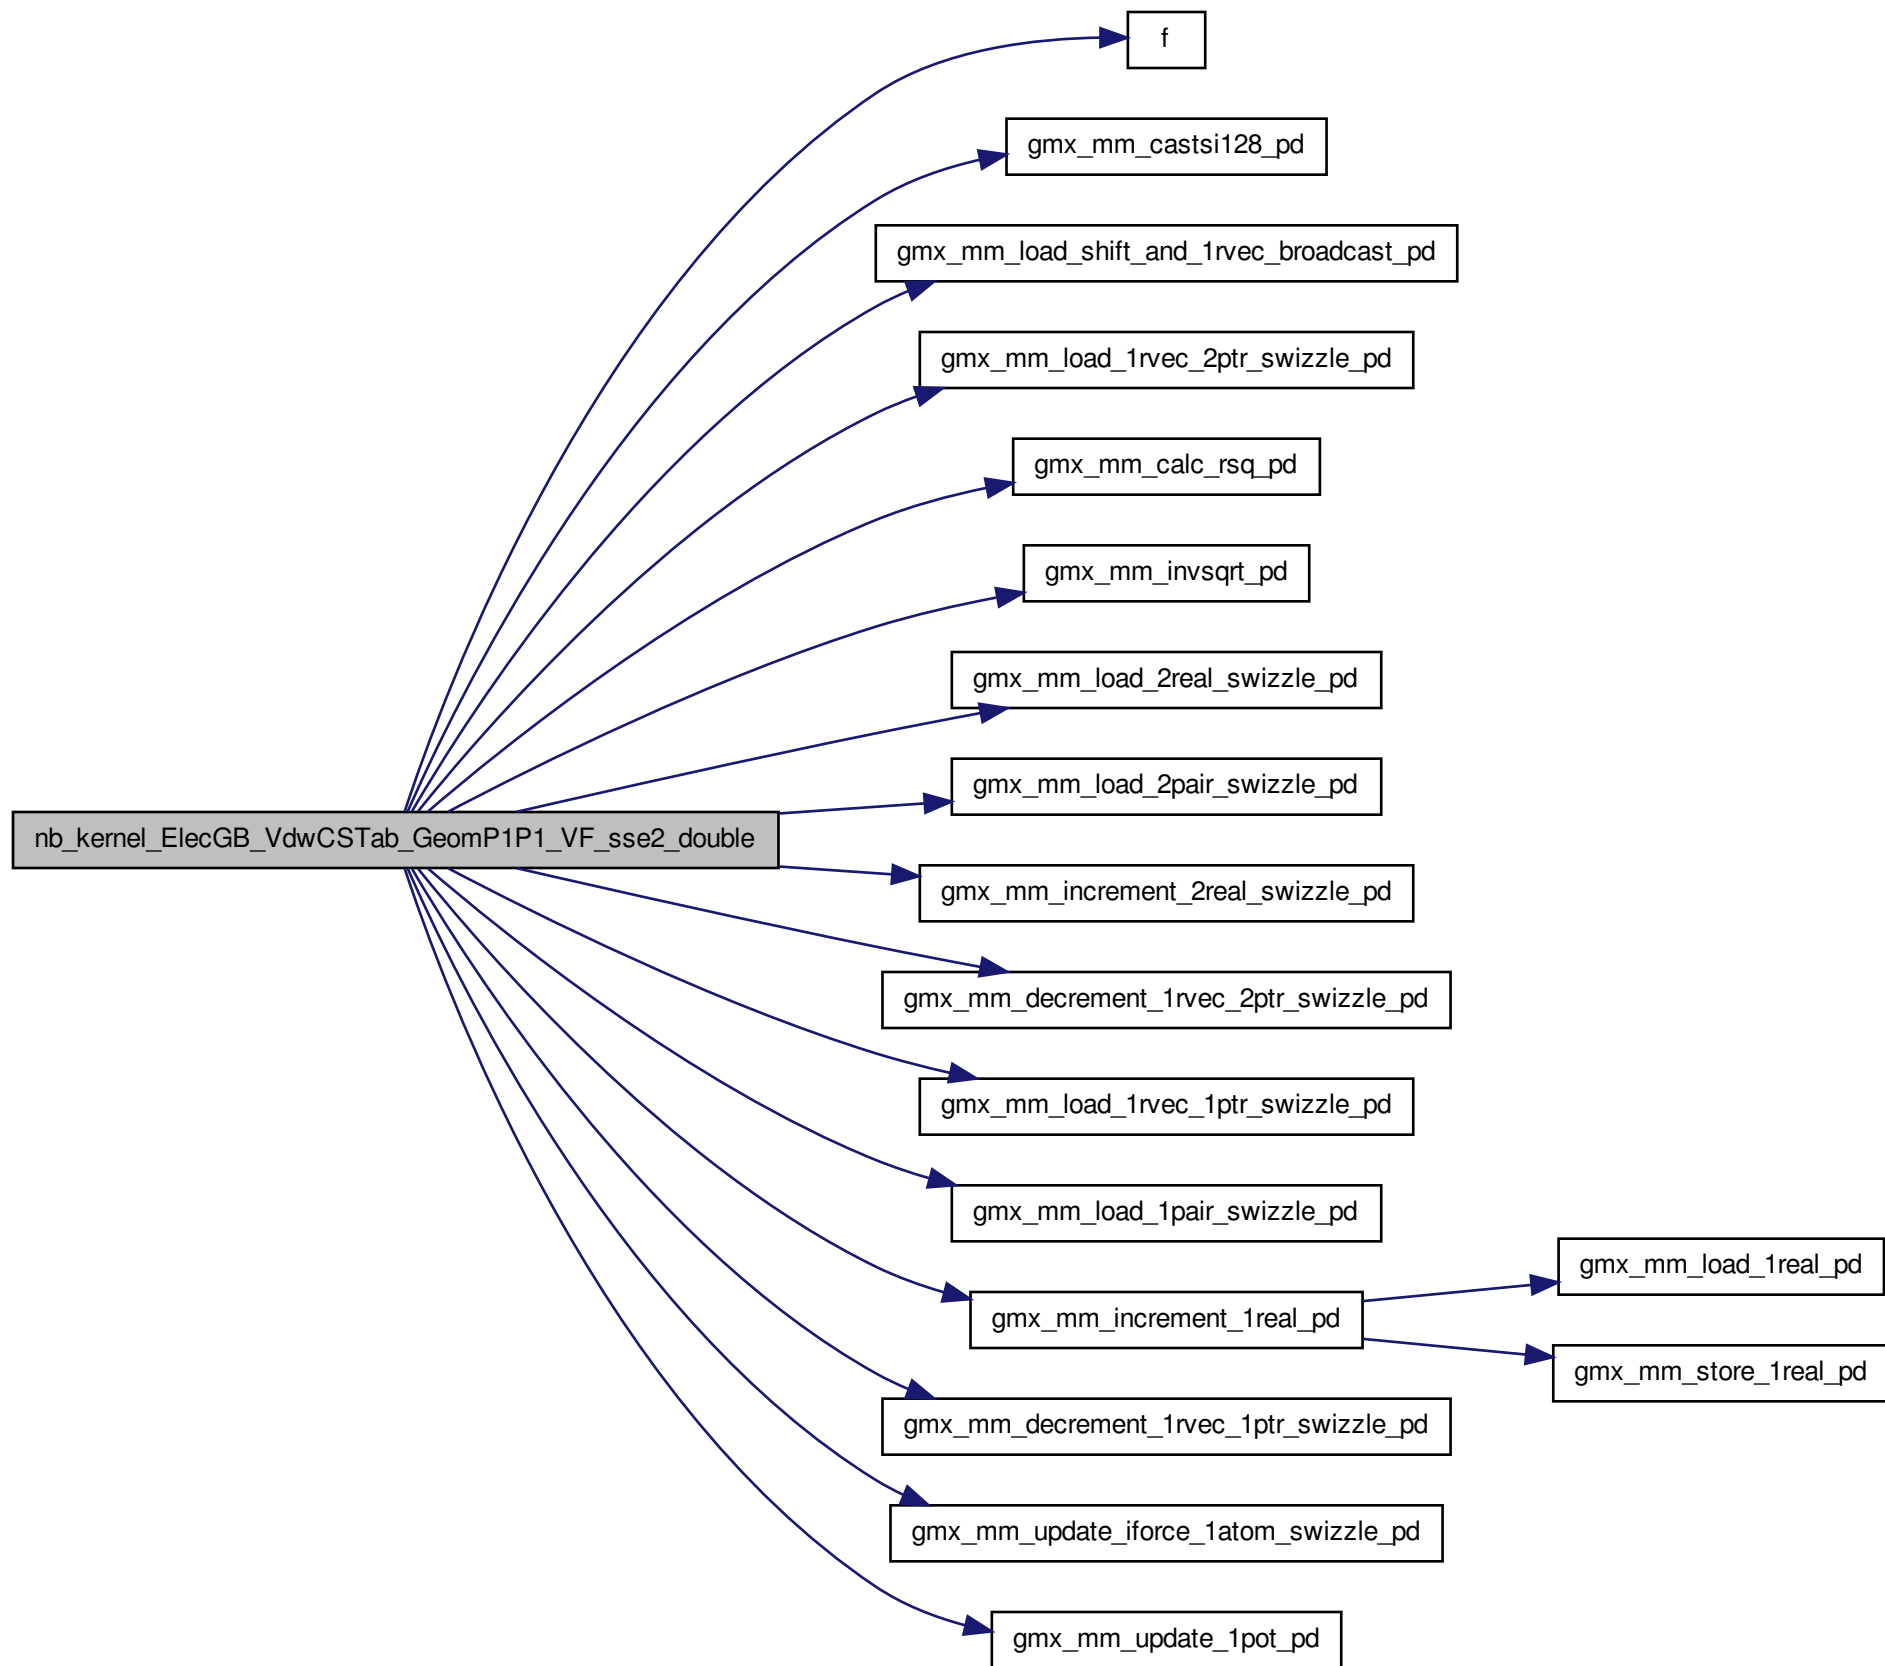 f
gmx_mm_castsi128_pd
gmx_mm_load_shift_and_1rvec_broadcast_pd
gmx_mm_load_1rvec_2ptr_swizzle_pd
gmx_mm_calc_rsq_pd
gmx_mm_invsqrt_pd
gmx_mm_load_2real_swizzle_pd
gmx_mm_load_2pair_swizzle_pd
nb_kernel_ElecGB_VdwCSTab_GeomP1P1_VF_sse2_double
gmx_mm_increment_2real_swizzle_pd
gmx_mm_decrement_1rvec_2ptr_swizzle_pd
gmx_mm_load_1rvec_1ptr_swizzle_pd
gmx_mm_load_1pair_swizzle_pd
gmx_mm_load_1real_pd
gmx_mm_increment_1real_pd
gmx_mm_store_1real_pd
gmx_mm_decrement_1rvec_1ptr_swizzle_pd
gmx_mm_update_iforce_1atom_swizzle_pd
gmx_mm_update_1pot_pd